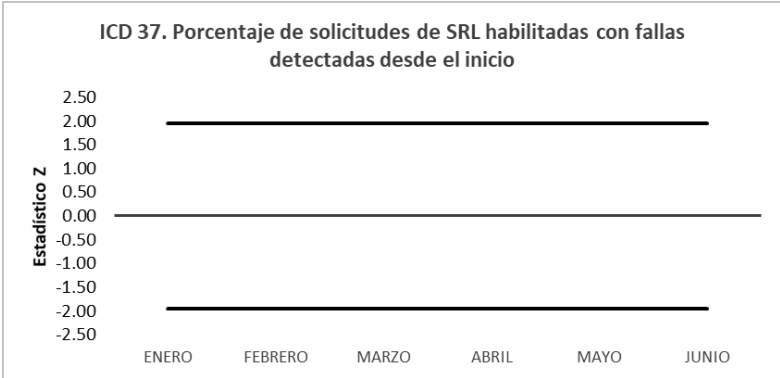 ICD 37. Porcentaje de solicitudes de SRL habilitadas con fallas
detectadas desde el inicio
Estadístico Z
2.50
2.00
1.50
1.00
0.50
0.00
-0.50
-1.00
-1.50
-2.00
-2.50
ENERO FEBRERO MARZO ABRIL MAYO JUNIO